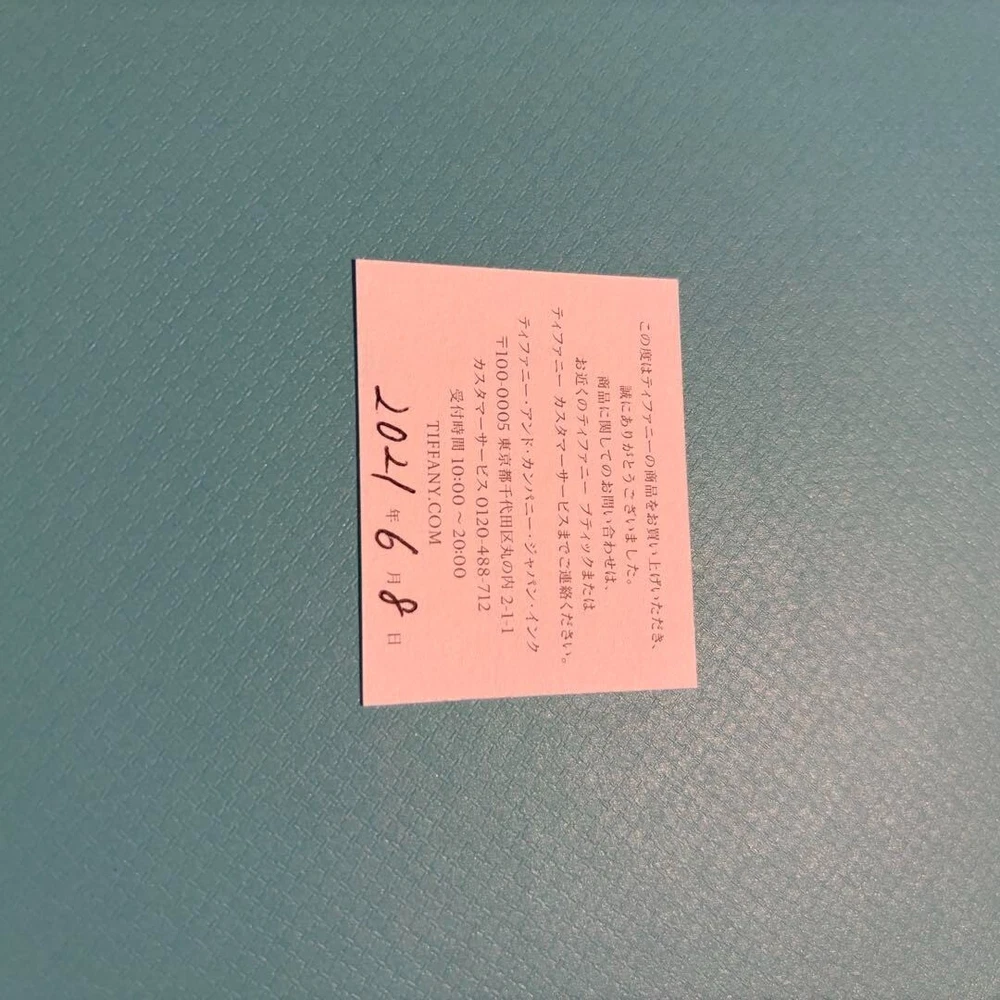 この度はティファニーの商品をお買い上げいただき、
誠にありがとうございました。
商品に関してのお問い合わせは、
お近くのティファニー ブティックまたは
ティファニー カスタマーサービスまでご連絡ください。
ティファニー・アンド・カンパニー・ジャパン・インク
〒100-0005 東京都千代田区丸の内 2-1-1
カスタマーサービス 0120-488-712
受付時間 10:00 ~ 20:00
TIFFANY.COM
年 6 月 8 日